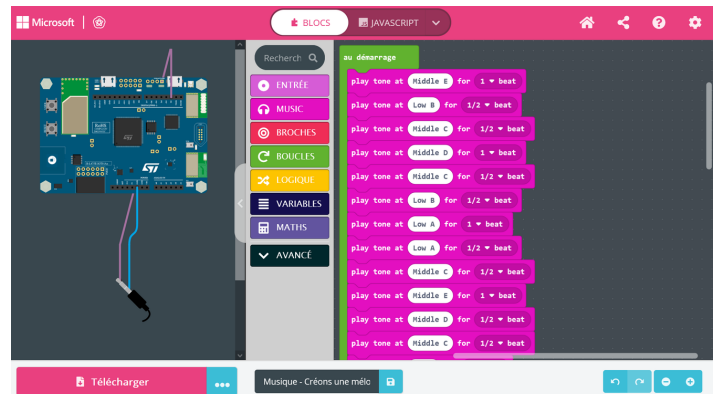 Microsoft
BLOCS
JAVASCRIPT
Recherch
ENTRÉE
MUSIC
BROCHES
BOUCLES
LOGIQUE
VARIABLES
MATHS
AVANCÉ
au démarrage
play tone at Middle E for 1 beat
play tone at Low B for 1/2 beat
play tone at Middle C for 1/2 beat
play tone at Middle D for 1 beat
play tone at Middle C for 1/2 beat
play tone at Low B for 1/2 beat
play tone at Low A for 1 beat
play tone at Low A for 1/2 beat
play tone at Middle C for 1/2 beat
play tone at Middle E for 1 beat
play tone at Middle D for 1/2 beat
play tone at Middle C for 1/2 beat
Télécharger
Musique - Créons une mélo